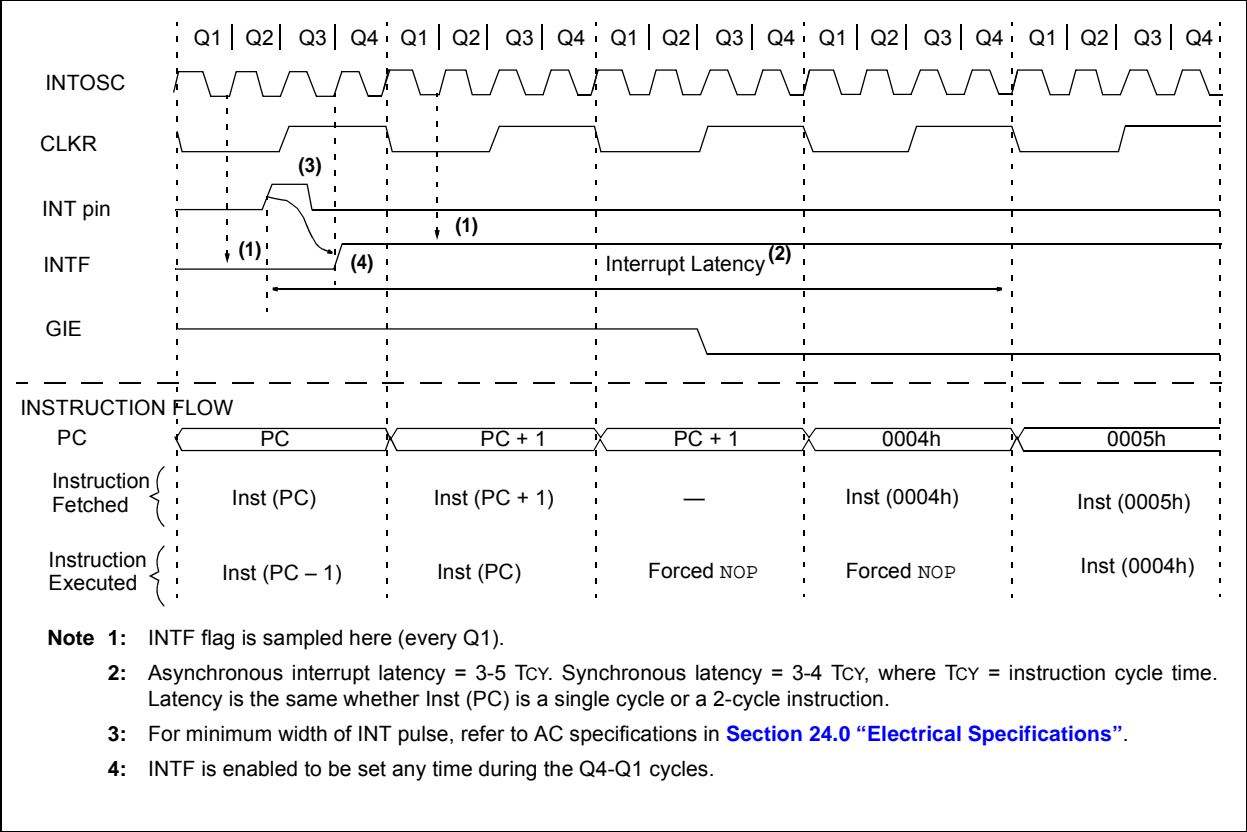 Q1 Q2 Q3 Q4 Q1 Q2 Q3 Q4 Q1 Q2 Q3 Q4 Q1 Q2 Q3 Q4 Q1 Q2 Q3 Q4
INTOSC
CLKR
(3)
INT pin
(1)
(1)
INTF
(4)
Interrupt Latency (2)
GIE
INSTRUCTION FLOW
PC
PC
PC + 1
PC + 1
0004h
0005h
Instruction
Fetched
Inst (PC)
Inst (PC + 1)
—
Inst (0004h)
Inst (0005h)
Instruction
Executed
Inst (PC – 1)
Inst (PC)
Forced NOP
Forced NOP
Inst (0004h)
Note 1: INTF flag is sampled here (every Q1).
2: Asynchronous interrupt latency = 3-5 TCY. Synchronous latency = 3-4 TCY, where TCY = instruction cycle time.
Latency is the same whether Inst (PC) is a single cycle or a 2-cycle instruction.
3: For minimum width of INT pulse, refer to AC specifications in Section 24.0 “Electrical Specifications”.
4: INTF is enabled to be set any time during the Q4-Q1 cycles.